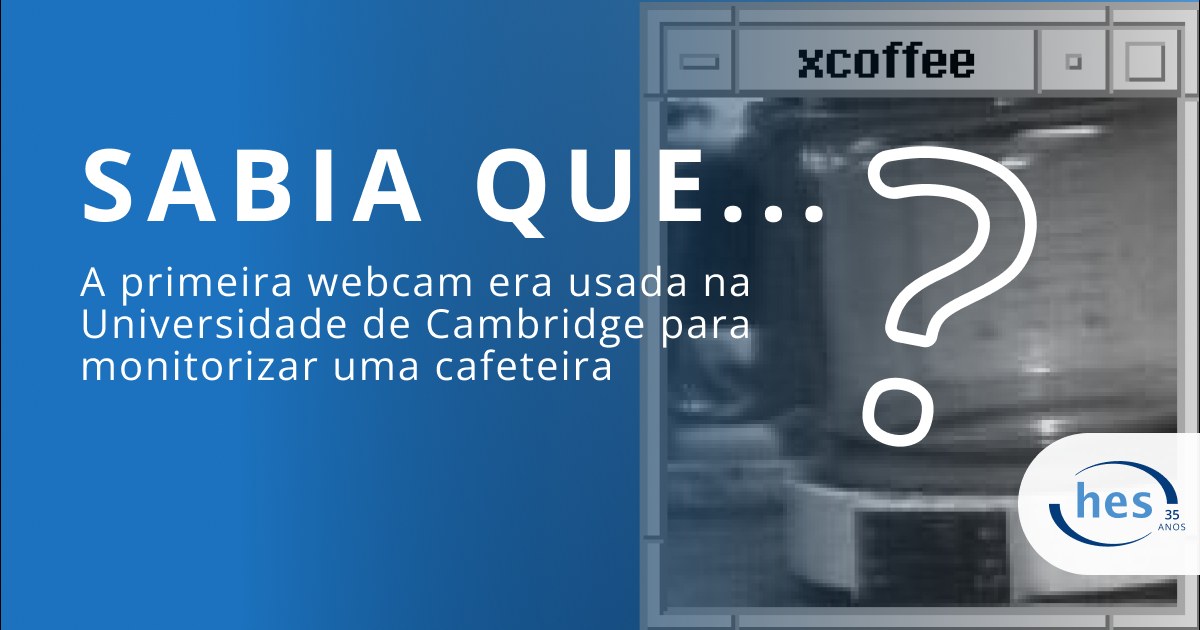 xcoffee
SABIA QUE...
?
A primeira webcam era usada na
Universidade de Cambridge para
monitorizar uma cafeteira
hes
35
ANOS